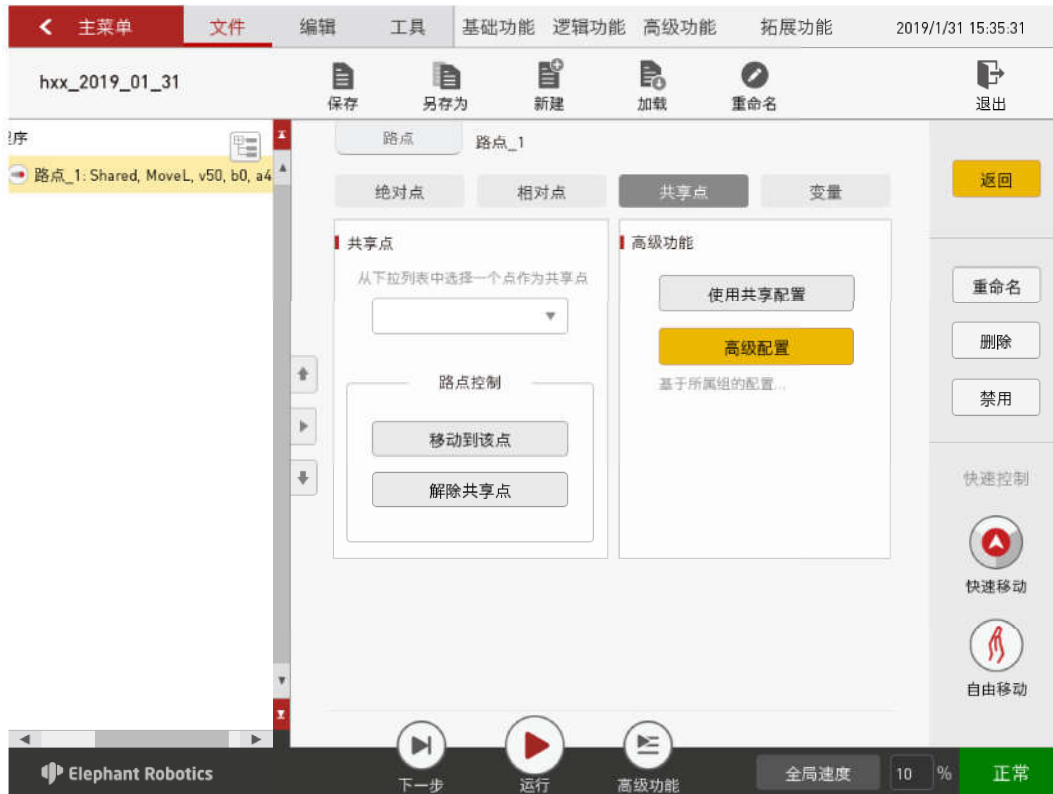 主菜单 文件 编辑 工具 基础功能 逻辑功能 高级功能 拓展功能 2019/1/31 15:35:31
hxx_2019_01_31 保存 另存为 新建 加载 重命名 退出
序
路点_1: Shared, MoveL, v50, b0, a4
路点 路点_1
绝对点 相对点 共享点 变量
共享点
从下拉列表中选择一个点作为共享点
路点控制
移动到该点
解除共享点
高级功能
使用共享配置
高级配置
基于所属组的配置...
返回
重命名
删除
禁用
快速控制
快速移动
自由移动
Elephant Robotics 下一步 运行 高级功能 全局速度 10 % 正常